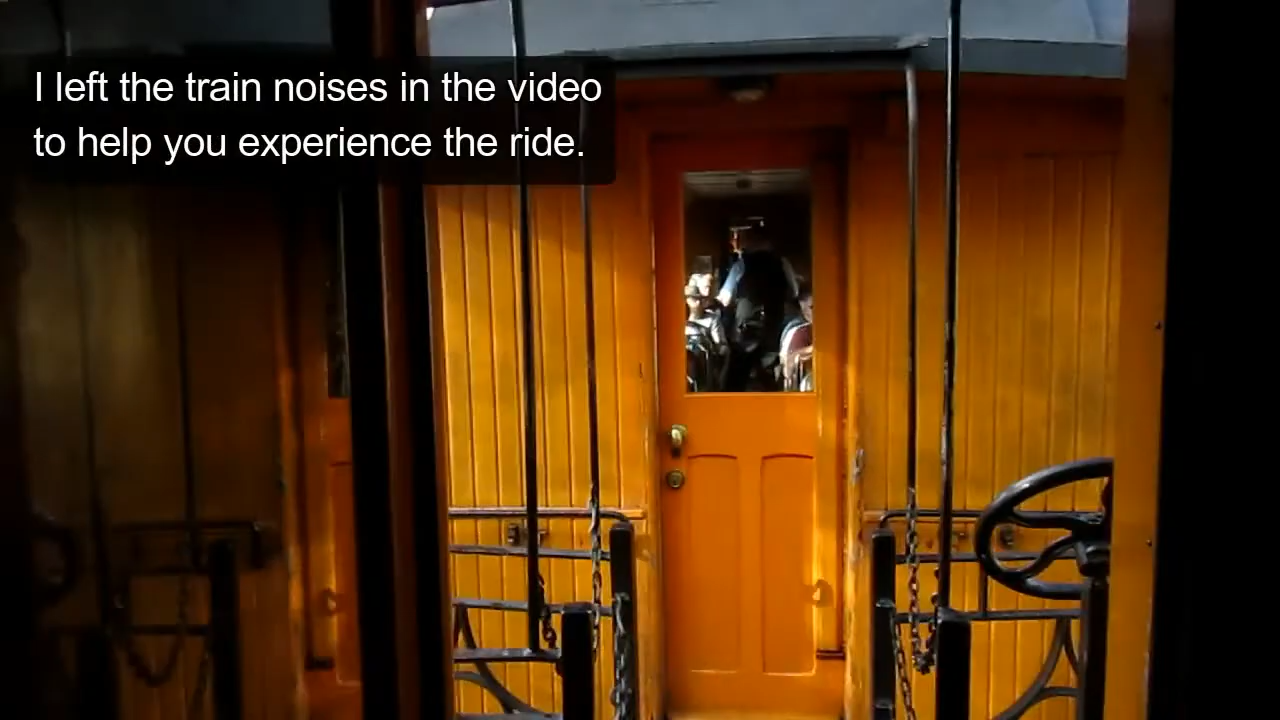 I left the train noises in the video
to help you experience the ride.